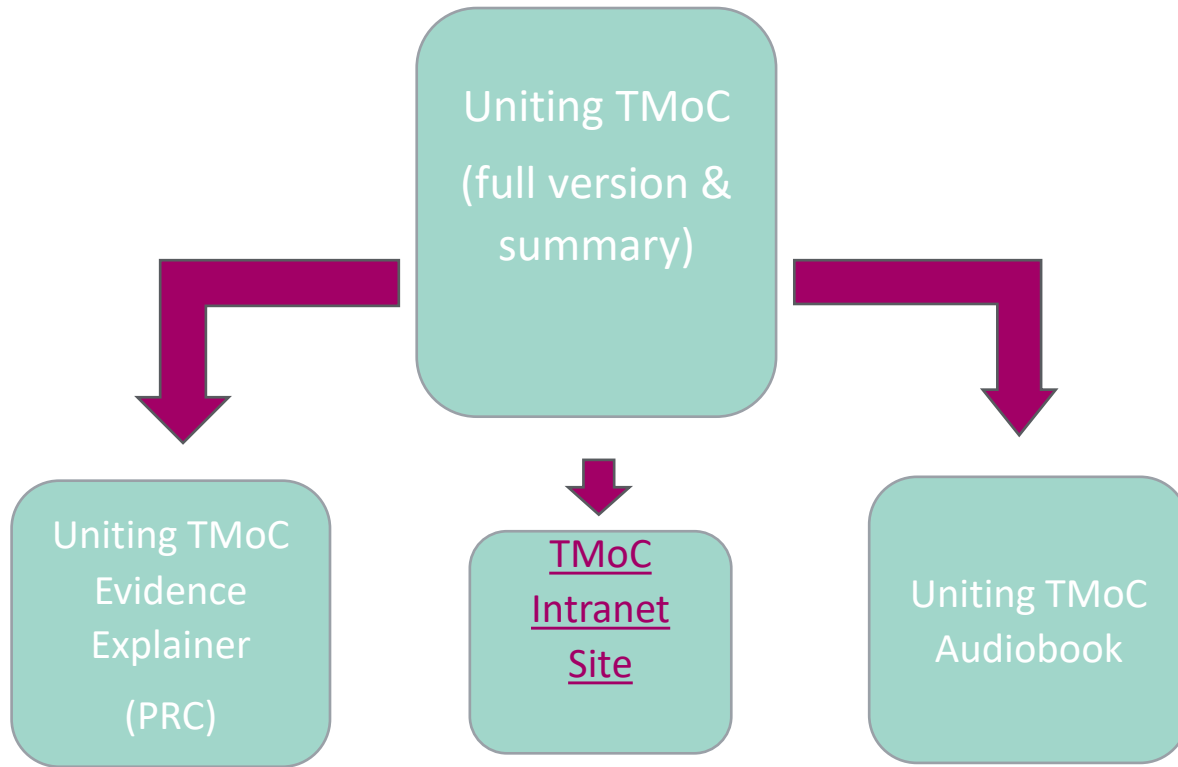 Uniting TMoC
(full version &
summary)
Uniting TMoC
Evidence
Explainer
(PRC)
TMoC
Intranet
Site
Uniting TMoC
Audiobook